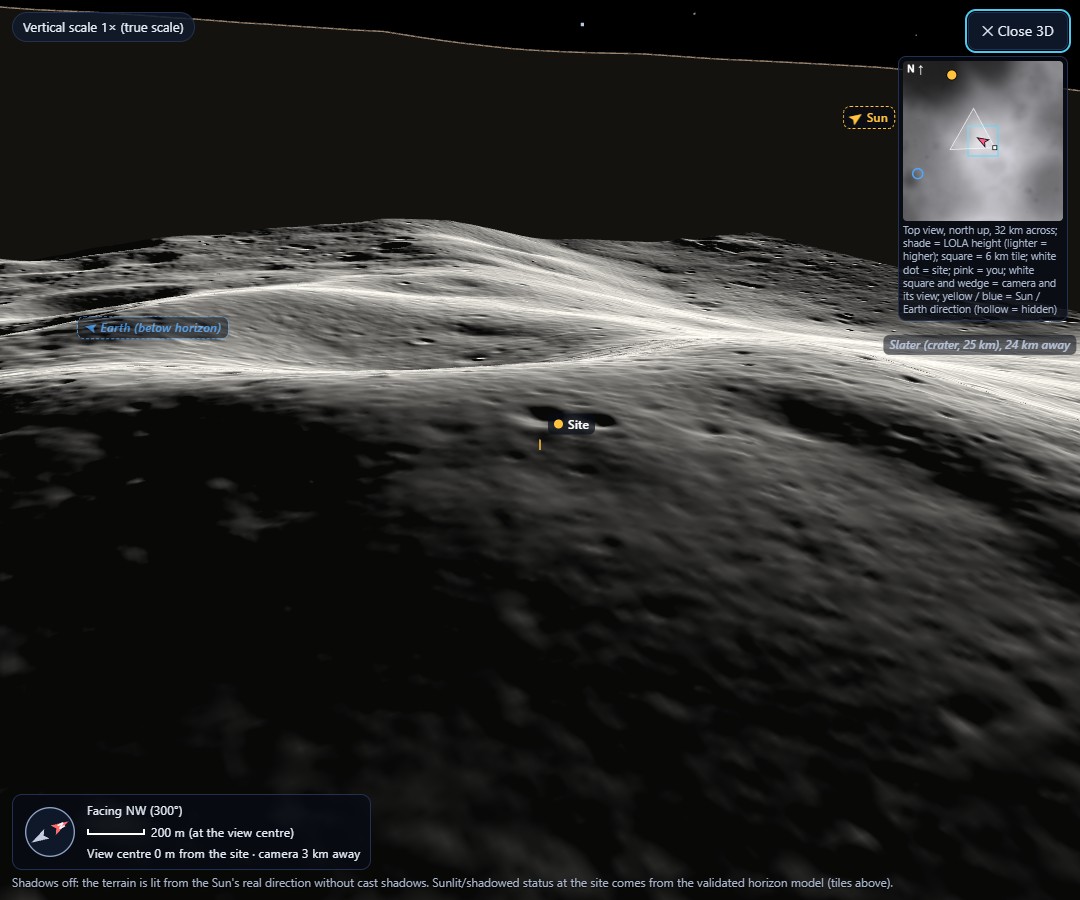 Vertical scale 1× (true scale)
Close 3D
N ↑
Sun
Top view, north up, 32 km across;
shade = LOLA height (lighter =
higher); square = 6 km tile; white
dot = site; pink = you; white
square and wedge = camera and
its view; yellow / blue = Sun /
Earth direction (hollow = hidden)
Earth (below horizon)
Slater (crater, 25 km), 24 km away
Site
Facing NW (300°)
200 m (at the view centre)
View centre 0 m from the site · camera 3 km away
Shadows off: the terrain is lit from the Sun's real direction without cast shadows. Sunlit/shadowed status at the site comes from the validated horizon model (tiles above).